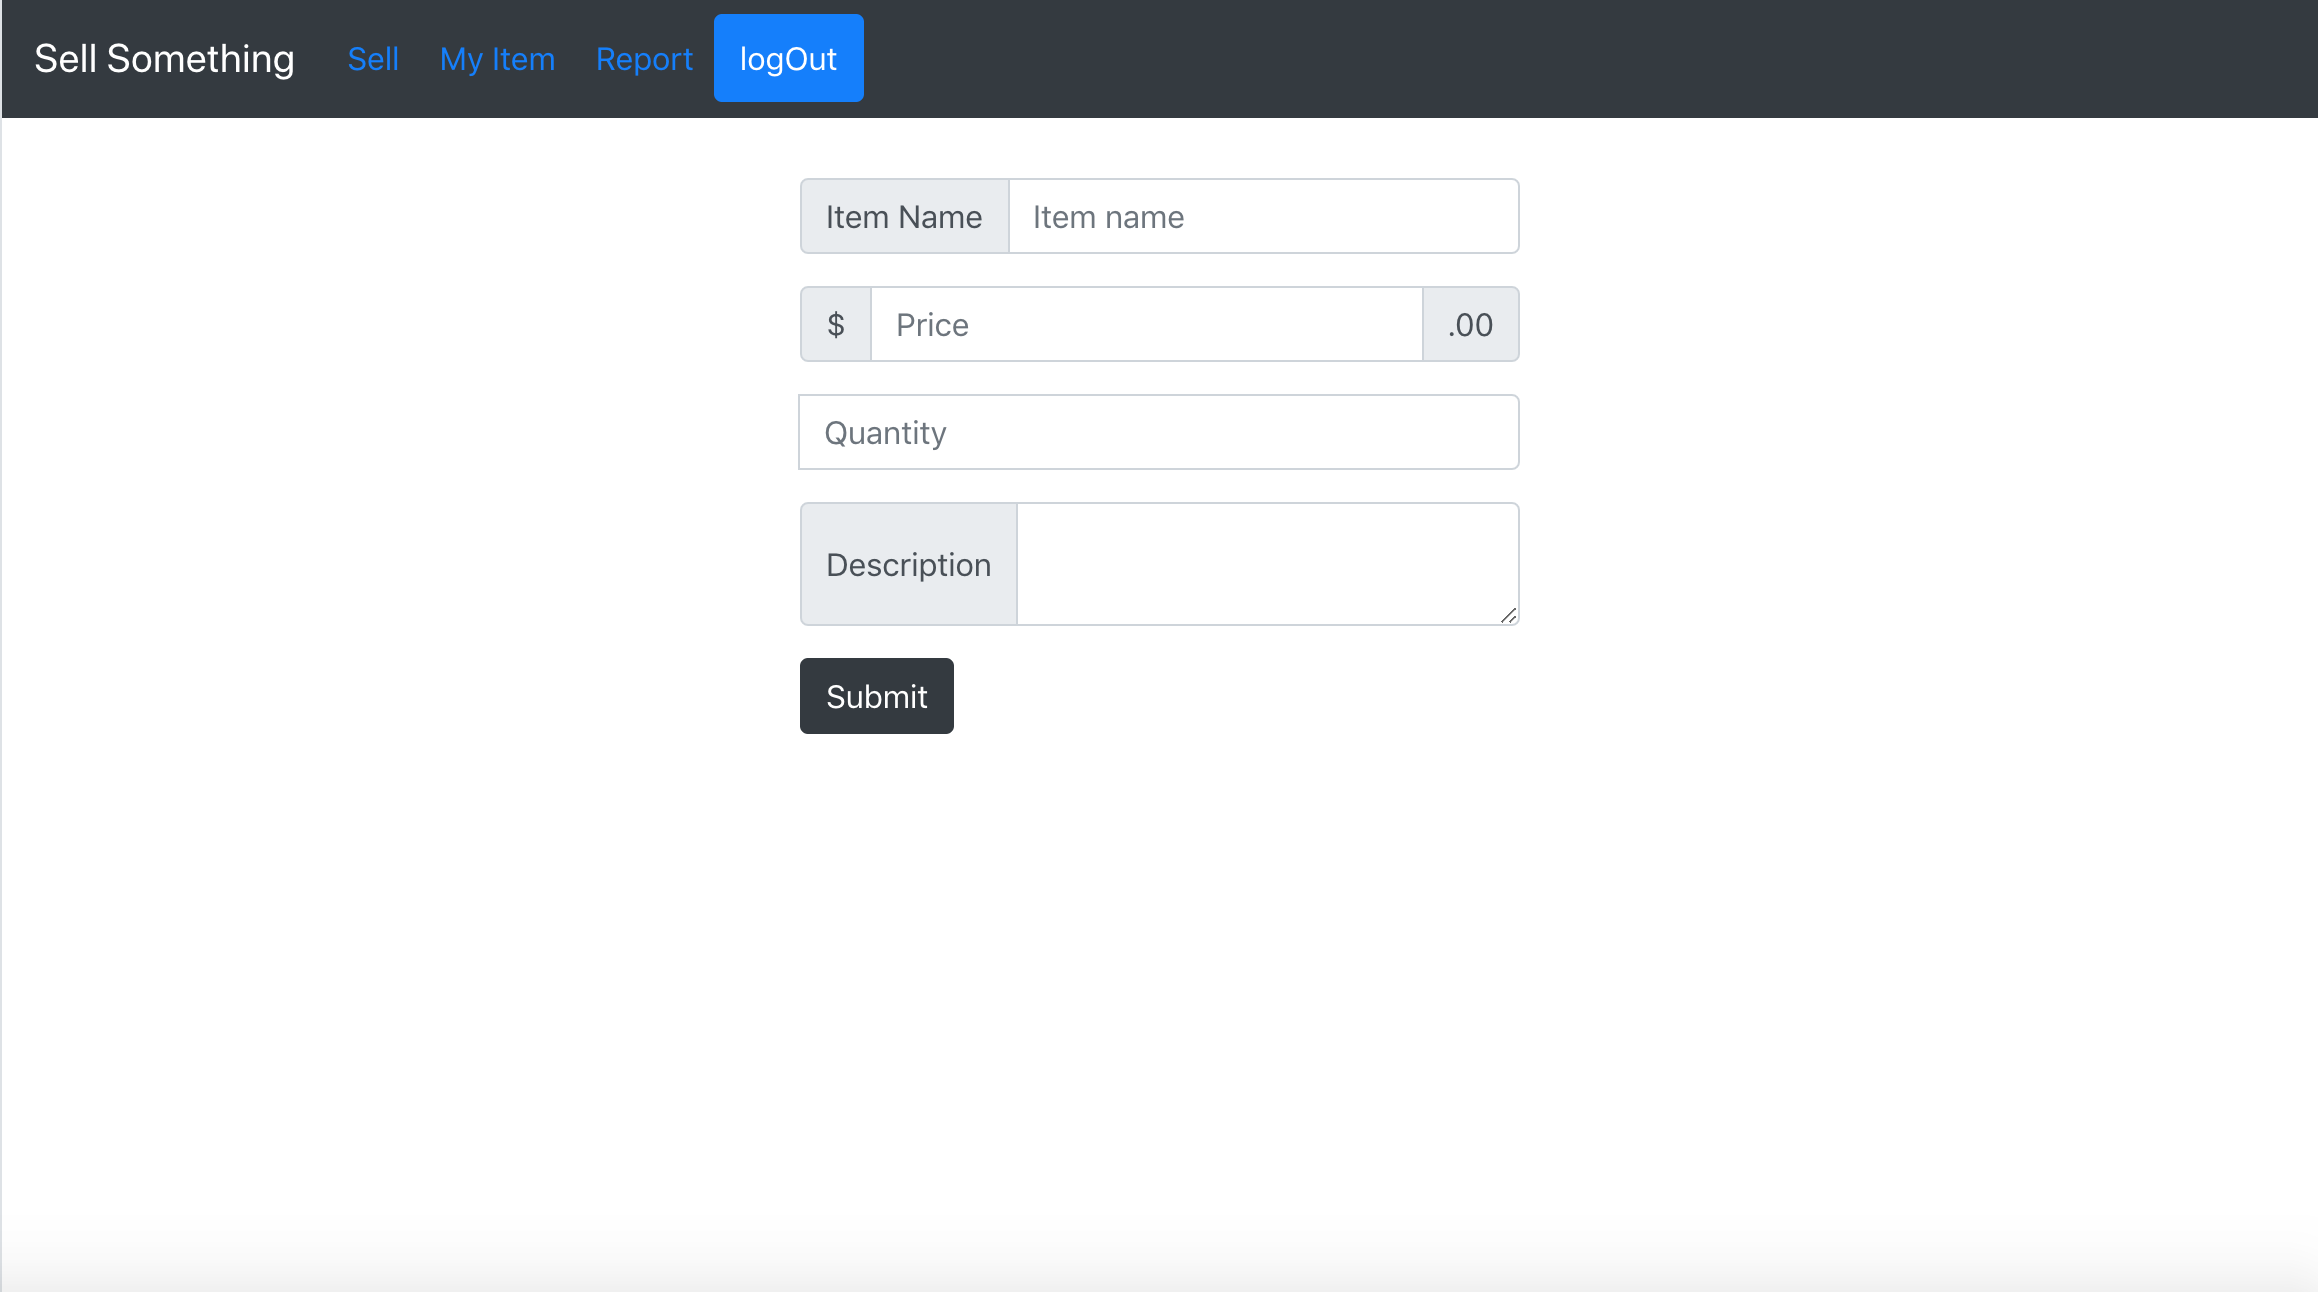 Sell Something Sell My Item Report logOut
Item Name Item name
$ Price .00
Quantity
Description
Submit